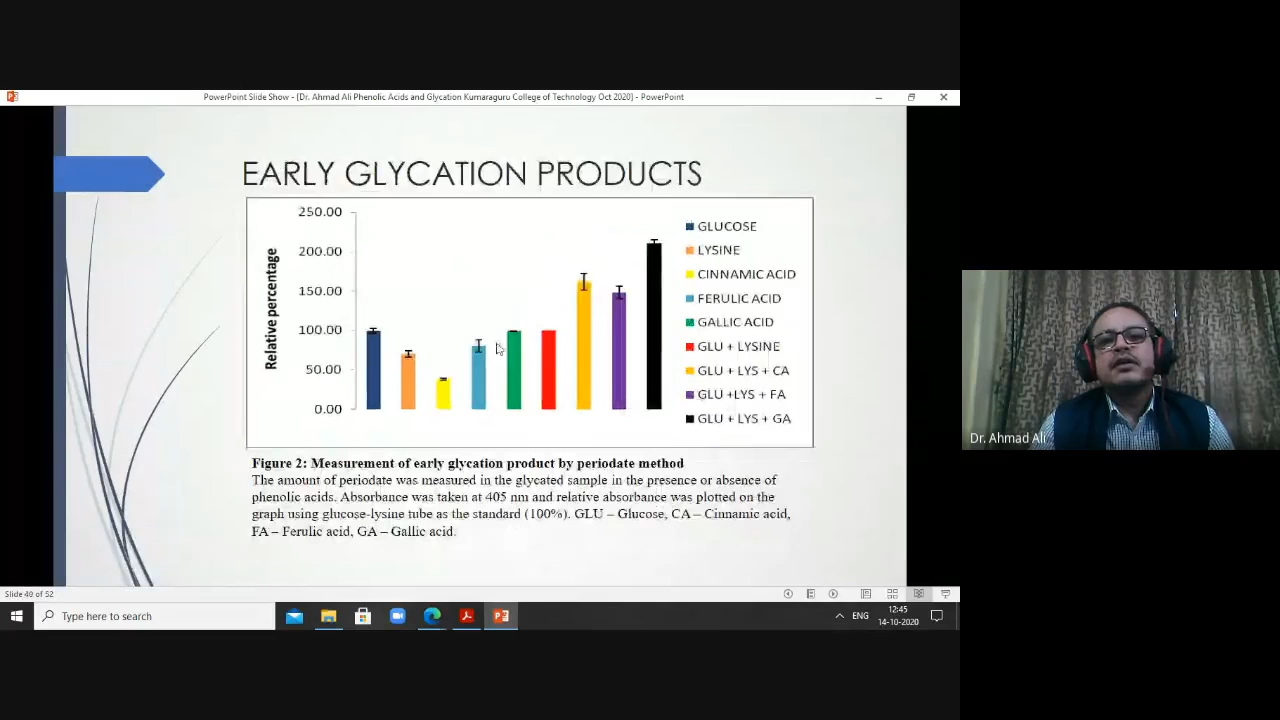 PowerPoint Slide Show - [Dr. Ahmad Ali Phenolic Acids and Glycation Kumaraguru College of Technology Oct 2020] - PowerPoint
EARLY GLYCATION PRODUCTS
Relative percentage
250.00
200.00
150.00
100.00
50.00
0.00
GLUCOSE
LYSINE
CINNAMIC ACID
FERULIC ACID
GALLIC ACID
GLU + LYSINE
GLU + LYS + CA
GLU +LYS + FA
GLU + LYS + GA
Figure 2: Measurement of early glycation product by periodate method
The amount of periodate was measured in the glycated sample in the presence or absence of
phenolic acids. Absorbance was taken at 405 nm and relative absorbance was plotted on the
graph using glucose-lysine tube as the standard (100%). GLU – Glucose, CA – Cinnamic acid,
FA – Ferulic acid, GA – Gallic acid.
Dr. Ahmad Ali
Slide 40 of 52
Type here to search
ENG
12:45
14-10-2020